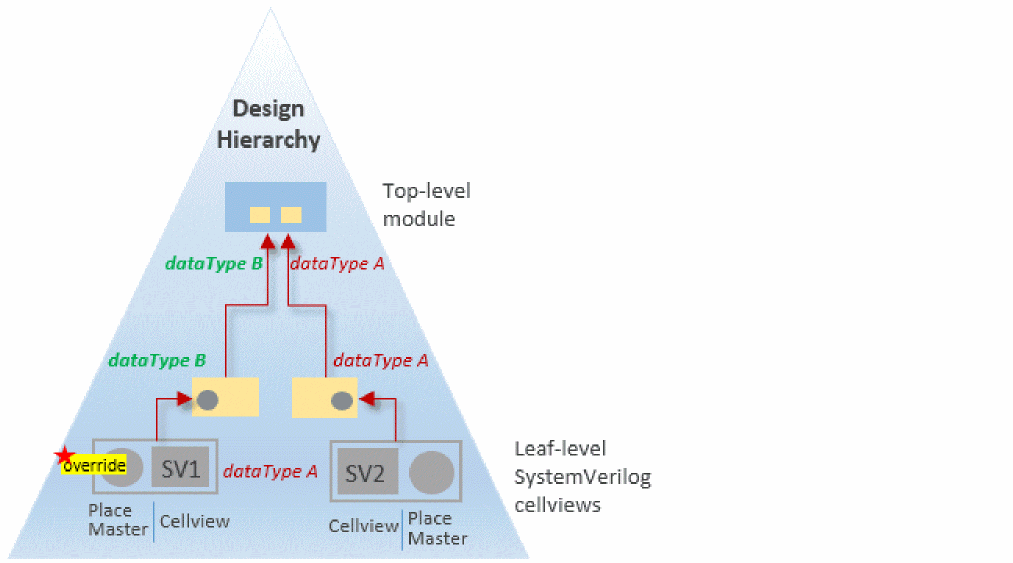 Design
Hierarchy
Top-level
module
dataType B
dataType A
dataType B
dataType A
override
SV1
dataType A
SV2
Leaf-level
SystemVerilog
cellviews
Place
Master
Cellview
Cellview
Place
Master